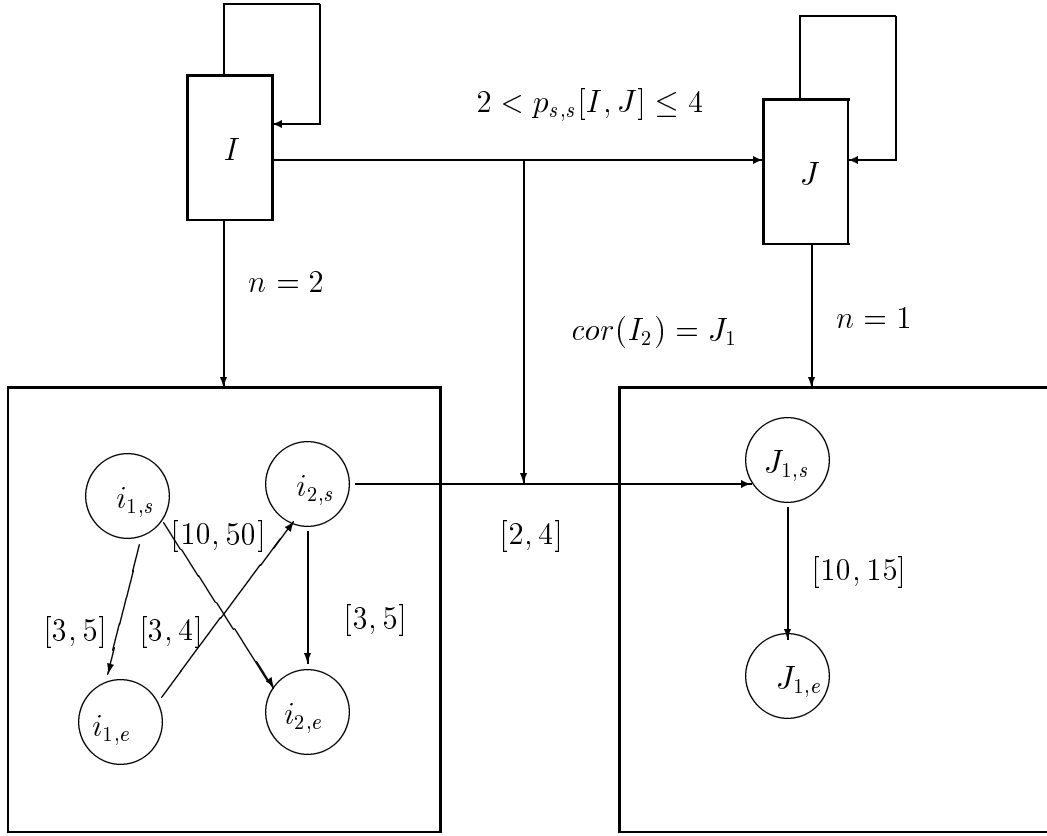 2 < p_{s,s}[I, J] ≤ 4
I
J
n = 2
cor(I_2) = J_1
n = 1
i_{1,s}
i_{2,s}
J_{1,s}
[10, 50]
[2, 4]
[10, 15]
[3, 5]
[3, 4]
[3, 5]
i_{1,e}
i_{2,e}
J_{1,e}